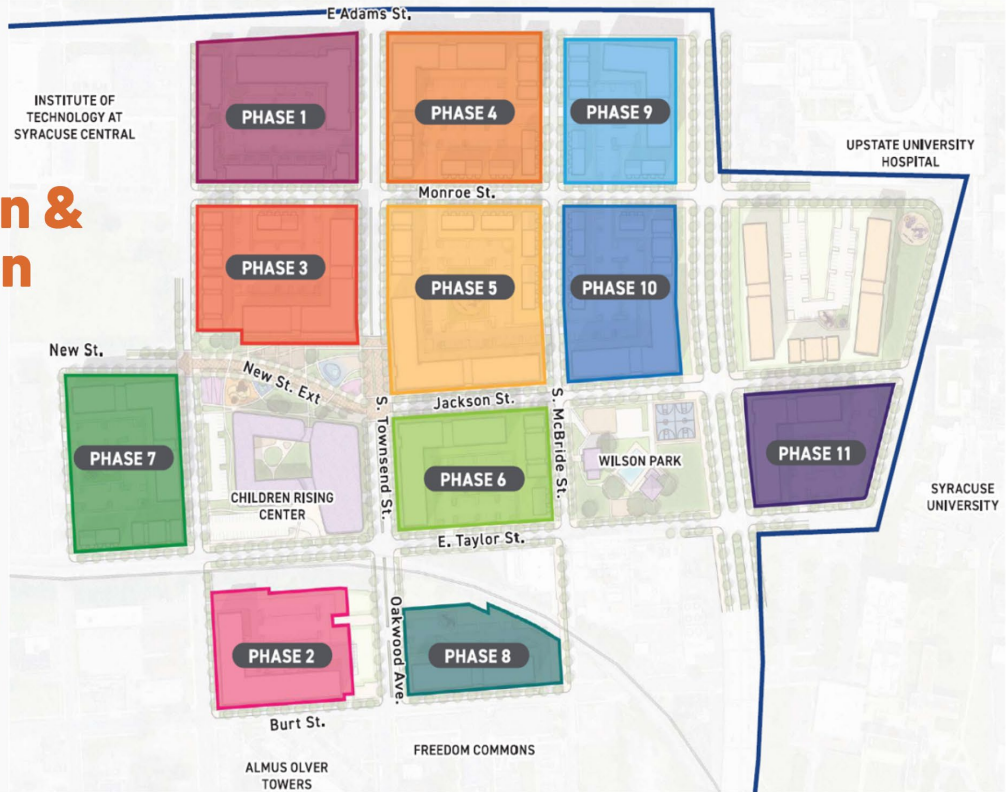 E Adams St.
INSTITUTE OF
TECHNOLOGY AT
SYRACUSE CENTRAL
PHASE 1
PHASE 4
PHASE 9
UPSTATE UNIVERSITY
HOSPITAL
n &
n
Monroe St.
PHASE 3
PHASE 5
PHASE 10
New St.
New St. Ext
Jackson St.
S. Townsend St.
S. McBride St.
PHASE 7
CHILDREN RISING
CENTER
PHASE 6
WILSON PARK
PHASE 11
SYRACUSE
UNIVERSITY
E. Taylor St.
Oakwood Ave.
PHASE 2
PHASE 8
Burt St.
FREEDOM COMMONS
ALMUS OLVER
TOWERS